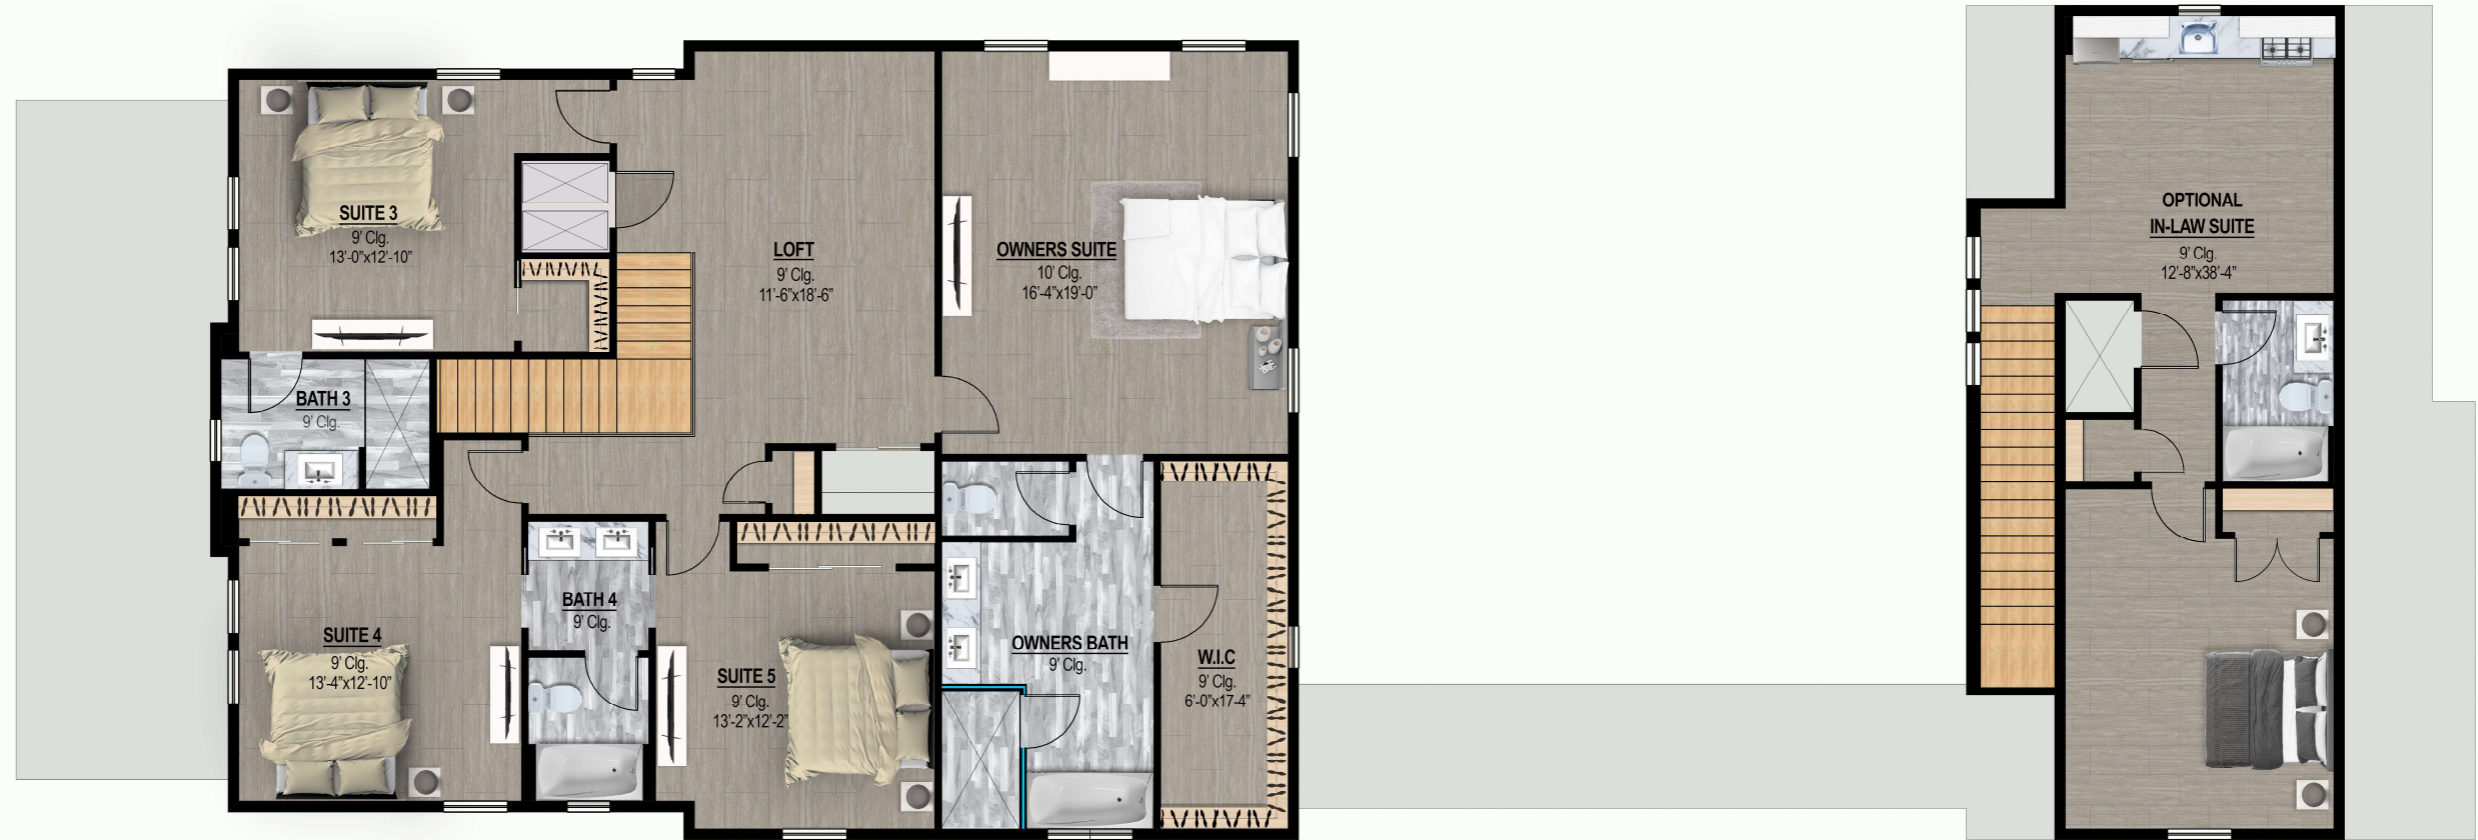 SUITE 3
9' Clg.
13'-0"x12'-10"
LOFT
9' Clg.
11'-6"x18'-6"
OWNERS SUITE
10' Clg.
16'-4"x19'-0"
OPTIONAL
IN-LAW SUITE
9' Clg.
12'-8"x38'-4"
BATH 3
9' Clg.
SUITE 4
9' Clg.
13'-4"x12'-10"
BATH 4
9' Clg.
SUITE 5
9' Clg.
13'-2"x12'-2"
OWNERS BATH
9' Clg.
W.I.C
9' Clg.
6'-0"x17-4"